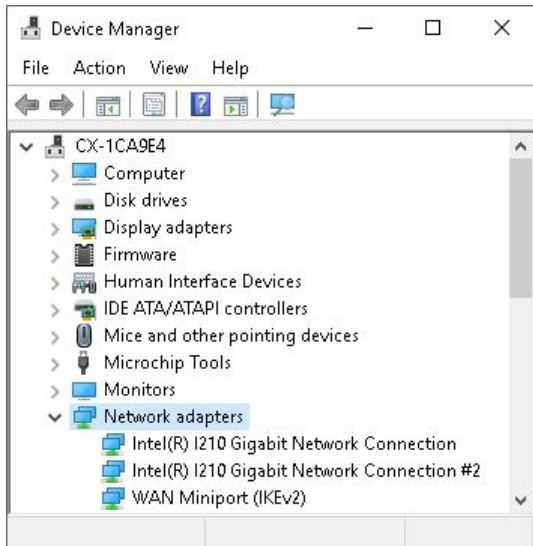 Device Manager
File Action View Help
CX-1CA9E4
Computer
Disk drives
Display adapters
Firmware
Human Interface Devices
IDE ATA/ATAPI controllers
Mice and other pointing devices
Microchip Tools
Monitors
Network adapters
Intel(R) I210 Gigabit Network Connection
Intel(R) I210 Gigabit Network Connection #2
WAN Miniport (IKEv2)